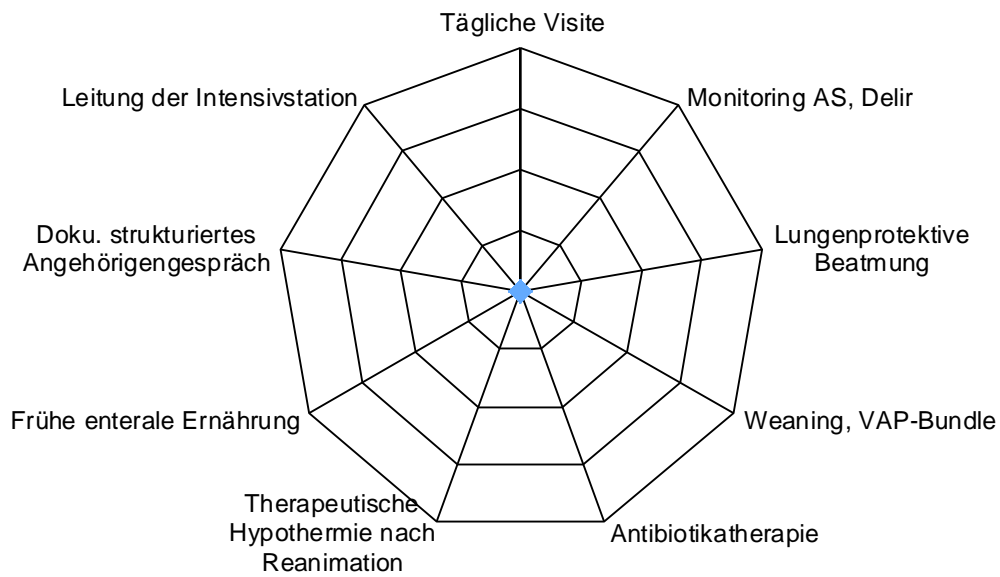 Tägliche Visite
Leitung der Intensivstation
Monitoring AS, Delir
Doku. strukturiertes
Angehörigengespräch
Lungenprotektive
Beatmung
Frühe enterale Ernährung
Weaning, VAP-Bundle
Therapeutische
Hypothermie nach
Reanimation
Antibiotikatherapie